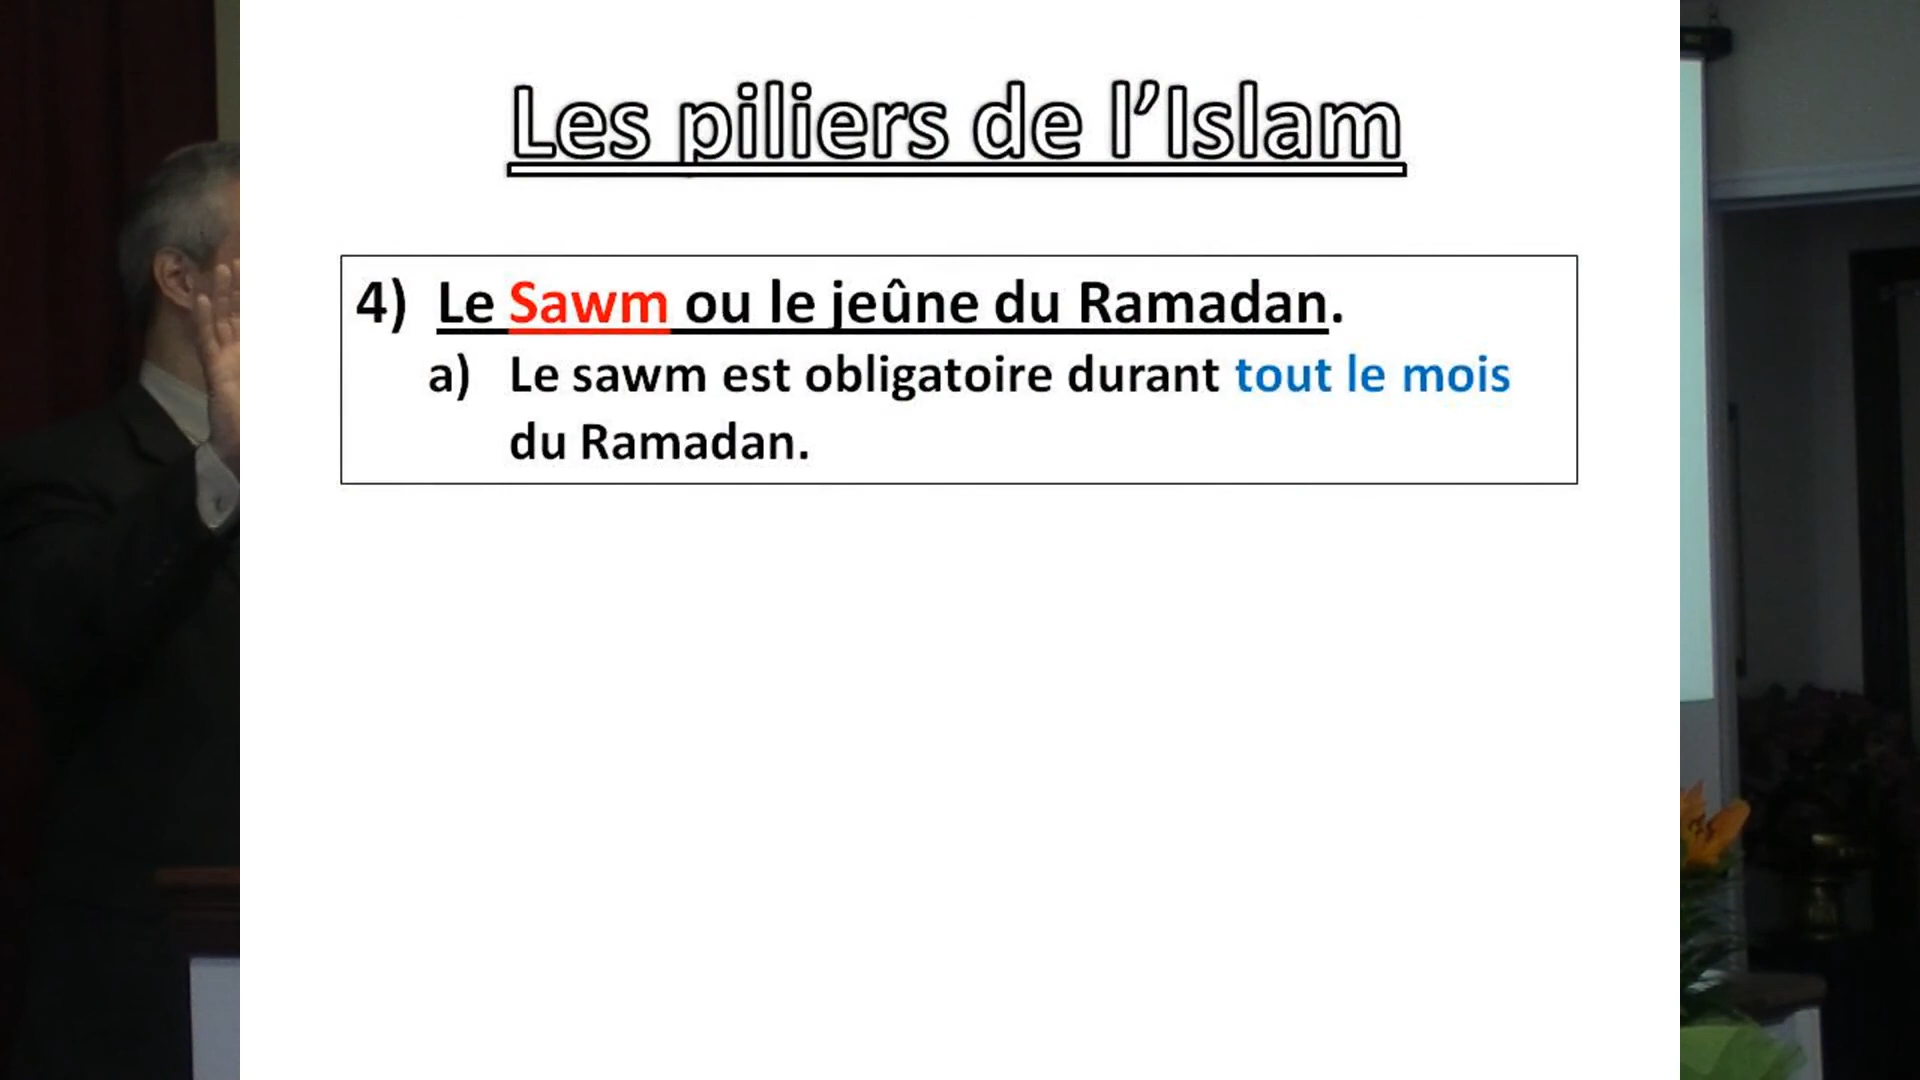 Les piliers de l’Islam
4) Le Sawm ou le jeûne du Ramadan.
a) Le sawm est obligatoire durant tout le mois
du Ramadan.